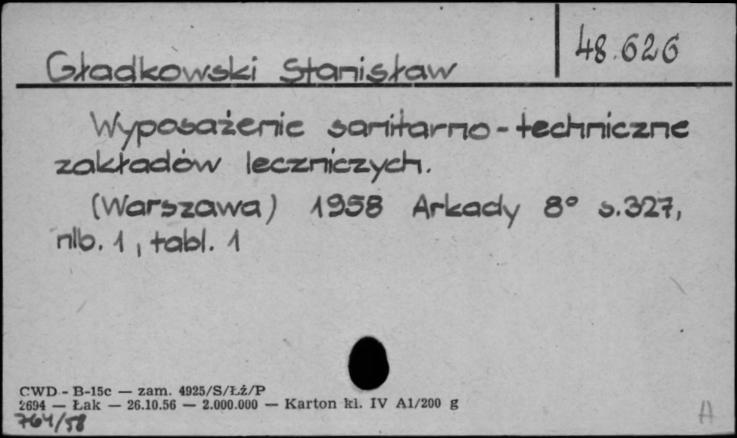 48.626
Gładkowski Stanisław
Wyposażenie sanitarno-techniczne
zakładów leczniczych.
(Warszawa) 1958 Arkady 8° s.327,
nlb. 1, tabl. 1
CWD - B-15c — zam. 4925/S/Łż/P
2694 — Łak — 26.10.56 — 2.000.000 — Karton kl. IV A1/200 g
764/58
A